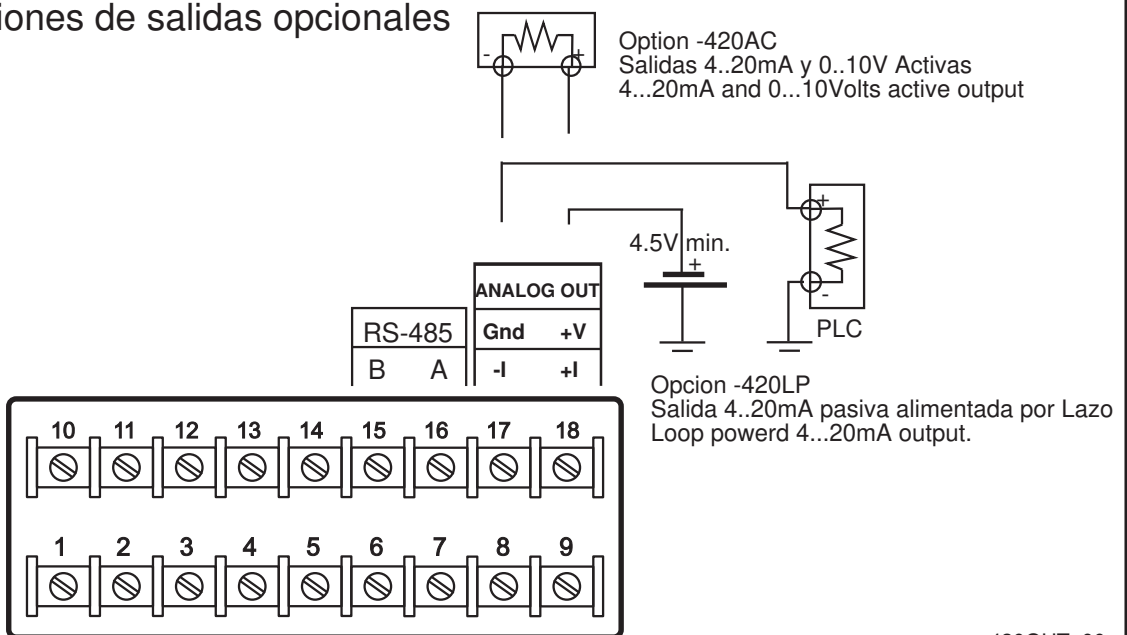 iones de salidas opcionales
- +
Option -420AC
Salidas 4..20mA y 0..10V Activas
4...20mA and 0...10Volts active output
+
4.5V min.
+
-
PLC
ANALOG OUT
RS-485 Gnd +V
B A -I +I
Opcion -420LP
Salida 4..20mA pasiva alimentada por Lazo
Loop powerd 4...20mA output.
10 11 12 13 14 15 16 17 18
1 2 3 4 5 6 7 8 9